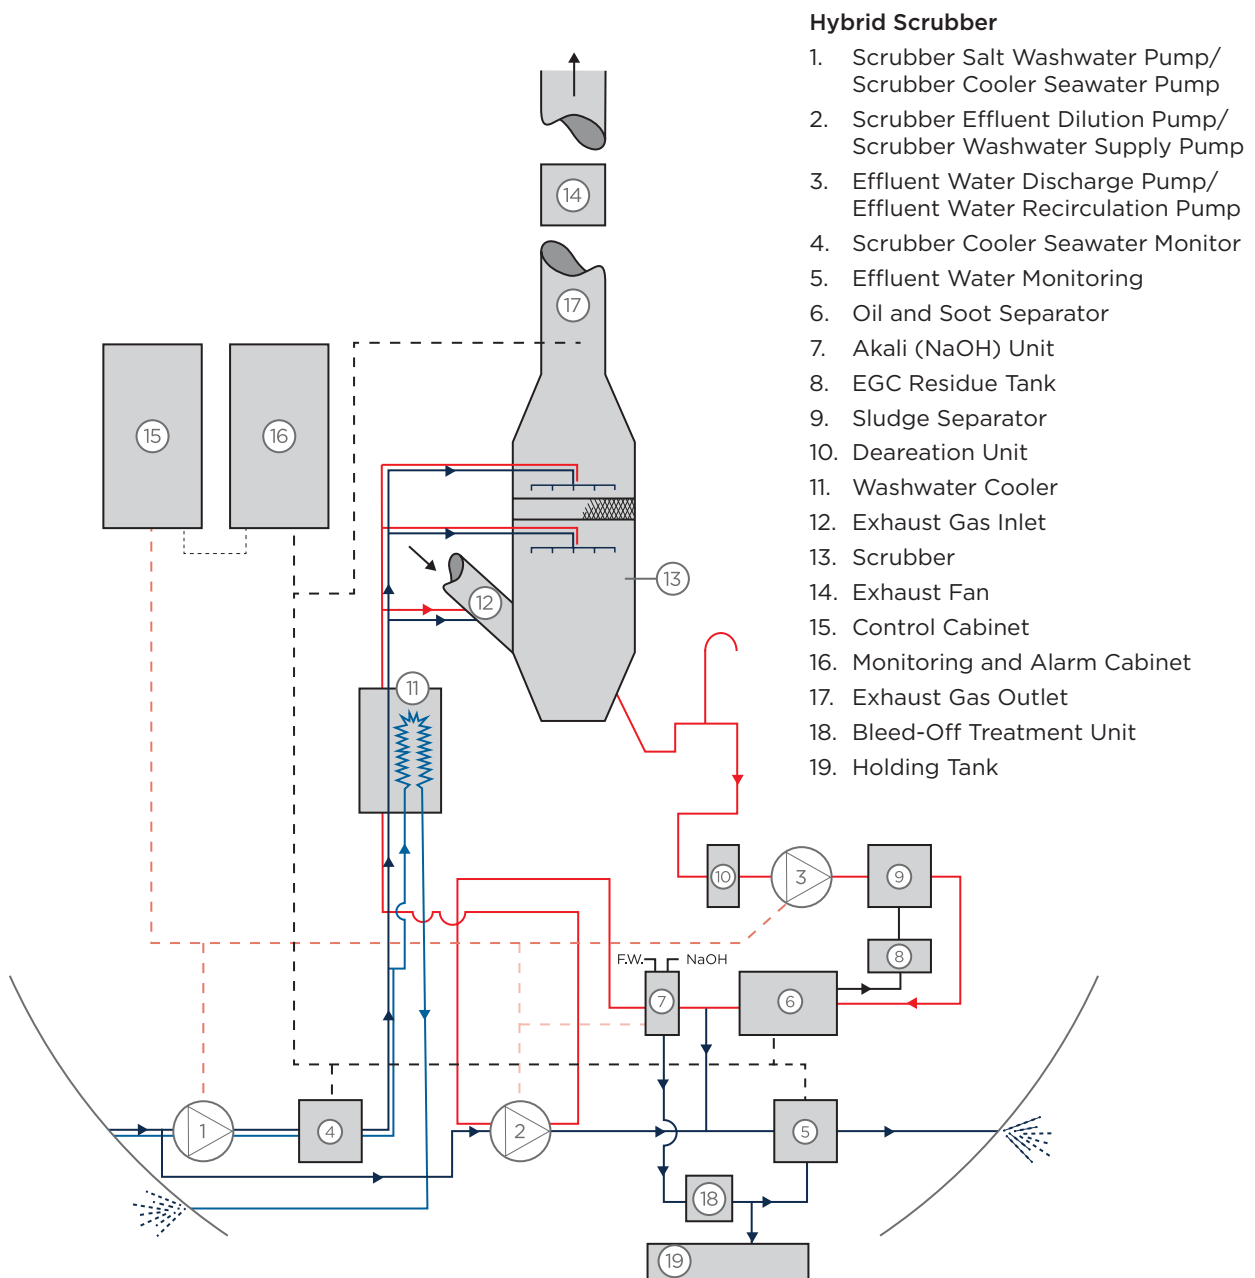 Hybrid Scrubber
1. Scrubber Salt Washwater Pump/
Scrubber Cooler Seawater Pump
2. Scrubber Effluent Dilution Pump/
Scrubber Washwater Supply Pump
3. Effluent Water Discharge Pump/
Effluent Water Recirculation Pump
4. Scrubber Cooler Seawater Monitor
5. Effluent Water Monitoring
6. Oil and Soot Separator
7. Akali (NaOH) Unit
8. EGC Residue Tank
9. Sludge Separator
10. Deareation Unit
11. Washwater Cooler
12. Exhaust Gas Inlet
13. Scrubber
14. Exhaust Fan
15. Control Cabinet
16. Monitoring and Alarm Cabinet
17. Exhaust Gas Outlet
18. Bleed-Off Treatment Unit
19. Holding Tank
14
17
15
16
13
12
11
10
3
9
8
F.W. NaOH
7
6
1
4
2
5
18
19